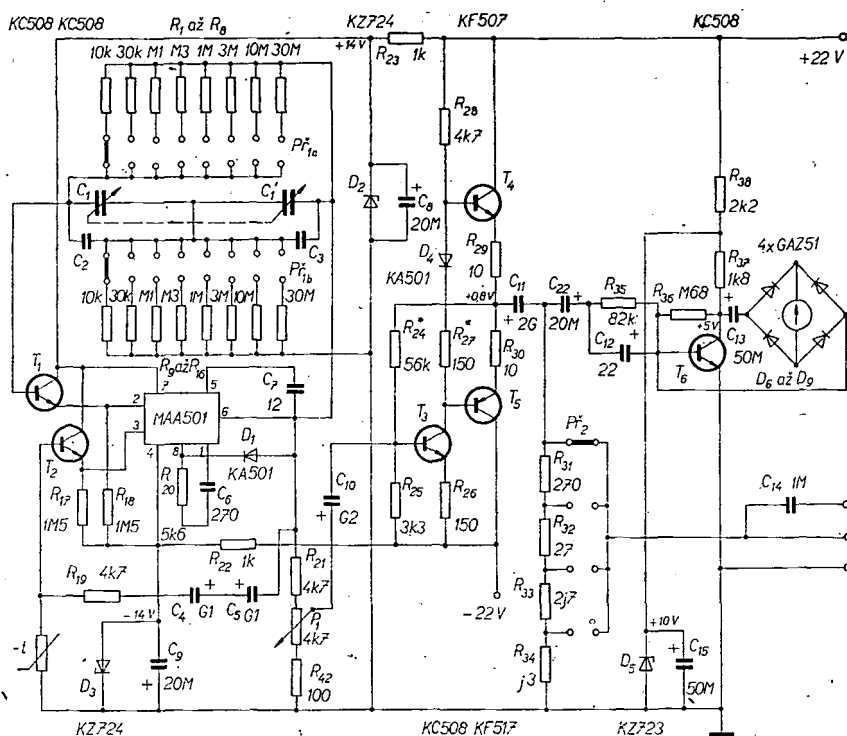 KC508 KC508
R1 až R8
KZ724
KF507
KC508
+14V
R23
1k
+22 V
10k 30k M1 M3 1M 3M 10M 30M
Př1a
R28
4k7
C1
C1'
D2
C8
20M
T4
R38
2k2
C2
C3
Př1b
D4
KA501
R29
10
R37
1k8
4x GAZ51
10k 30k M1 M3 1M 3M 10M 30M
+0,8V
C11
2G
C22
20M
R35
82k
R36 M68
+5V
C13
50M
R24*
56k
R27*
150
R30
10
C12
22
T6
D6 až D9
T1
R9 až R16
C7
12
7
5
2
6
3
MAA501
4
8
1
T5
T3
T2
D1
KA501
Př2
R17
1M5
R18
1M5
R20
5k6
C6
270
C10
G2
R25
3k3
R26
150
R31
270
C14 1M
R22 1k
R32
27
R19 4k7
R21
4k7
C4 G1
C5 G1
-22 V
R33
2j7
P1
4k7
-14V
-t
D3
C9
20M
R42
100
R34
j3
+10V
D5
C15
50M
KZ724
KC508 KF517
KZ723